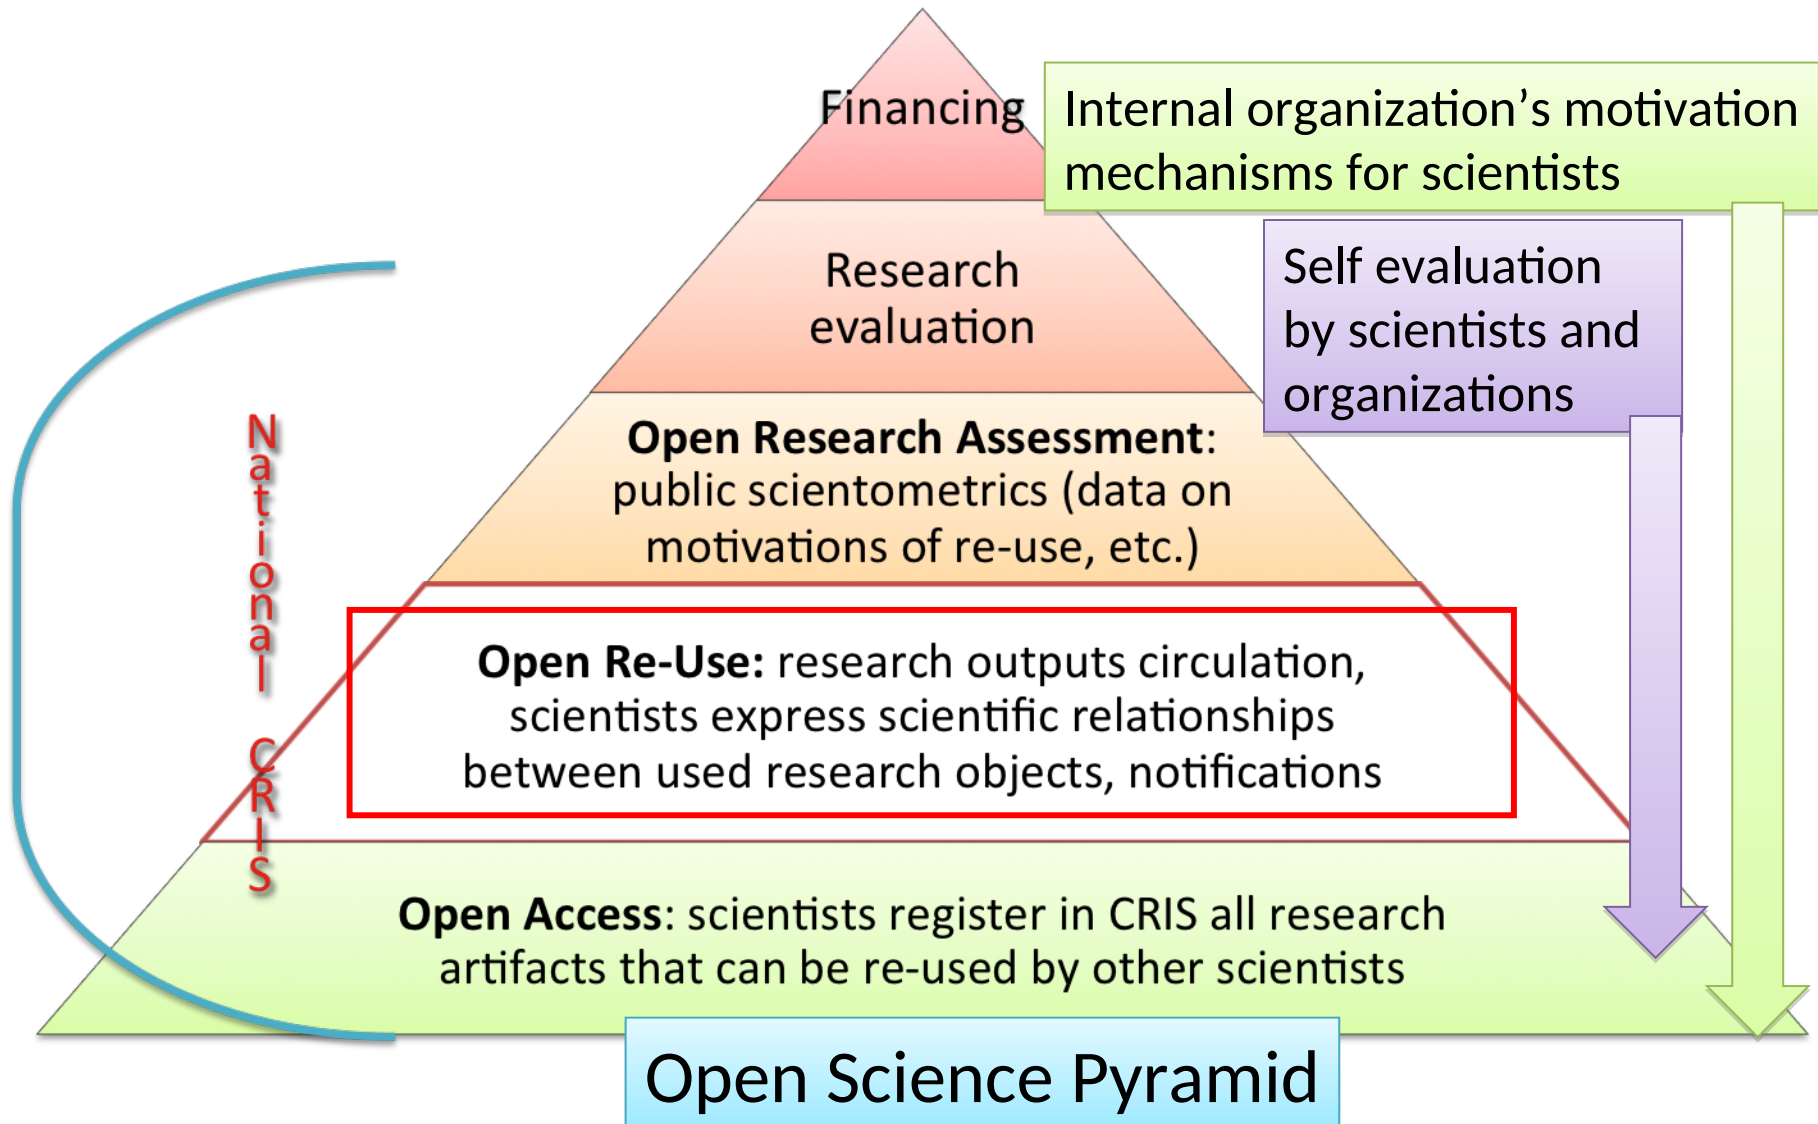 Financing
Internal organization’s motivation
mechanisms for scientists
Research
evaluation
Self evaluation
by scientists and
organizations
National CRIS
Open Research Assessment:
public scientometrics (data on
motivations of re-use, etc.)
Open Re-Use: research outputs circulation,
scientists express scientific relationships
between used research objects, notifications
Open Access: scientists register in CRIS all research
artifacts that can be re-used by other scientists
Open Science Pyramid